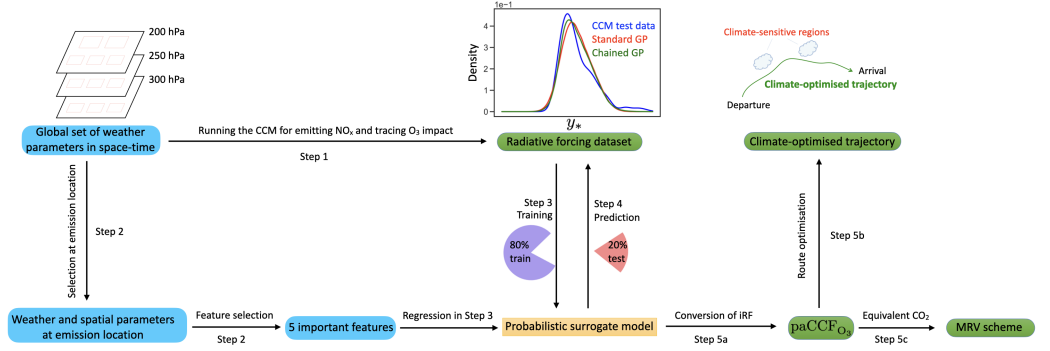 200 hPa
250 hPa
300 hPa
1e−1
4
3
2
1
0
Density
y*
CCM test data
Standard GP
Chained GP
Climate-sensitive regions
Arrival
Climate-optimised trajectory
Departure
Global set of weather
parameters in space-time
Running the CCM for emitting NOx and tracing O3 impact
Step 1
Radiative forcing dataset
Climate-optimised trajectory
Selection at emission location
Step 2
Step 3
Training
80%
train
Step 4
Prediction
20%
test
Route optimisation
Step 5b
Weather and spatial parameters
at emission location
Feature selection
Step 2
5 important features
Regression in Step 3
Probabilistic surrogate model
Conversion of iRF
Step 5a
paCCFO3
Equivalent CO2
Step 5c
MRV scheme